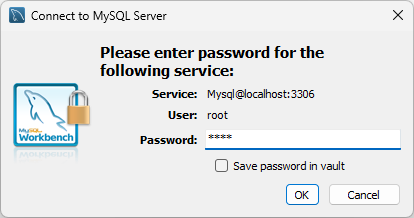 Connect to MySQL Server
Please enter password for the
following service:
Service: Mysql@localhost:3306
User: root
Password: ****
MySQL
Workbench
Save password in vault
OK Cancel